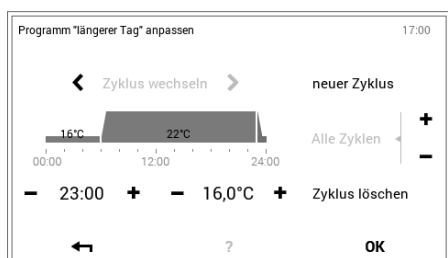 Programm "längerer Tag" anpassen 17:00
Zyklus wechseln neuer Zyklus
16°C 22°C Alle Zyklen +
00:00 12:00 24:00 −
− 23:00 + − 16,0°C + Zyklus löschen
? OK